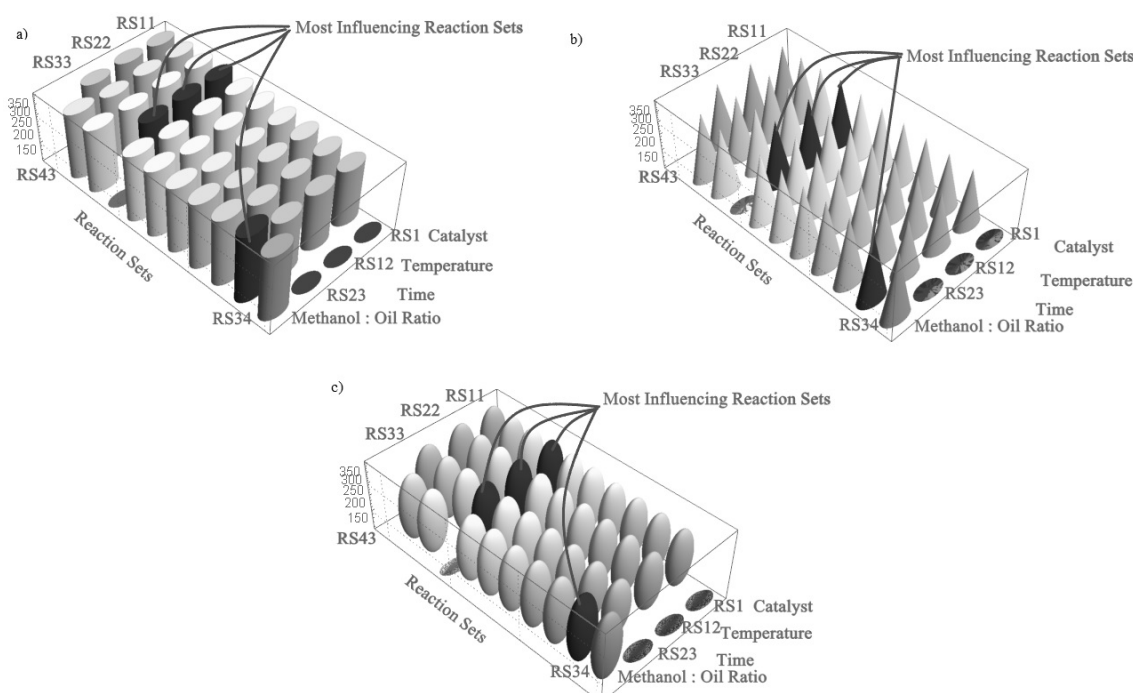 a)
RS11
RS22
RS33
Most Influencing Reaction Sets
350
300
250
200
150
RS43
Reaction Sets
RS1 Catalyst
RS12 Temperature
RS23 Time
RS34 Methanol : Oil Ratio
b)
RS11
RS22
RS33
Most Influencing Reaction Sets
350
300
250
200
150
RS43
Reaction Sets
RS1 Catalyst
RS12 Temperature
RS23 Time
RS34 Methanol : Oil Ratio
c)
RS11
RS22
RS33
Most Influencing Reaction Sets
350
300
250
200
150
RS43
Reaction Sets
RS1 Catalyst
RS12 Temperature
RS23 Time
RS34 Methanol : Oil Ratio